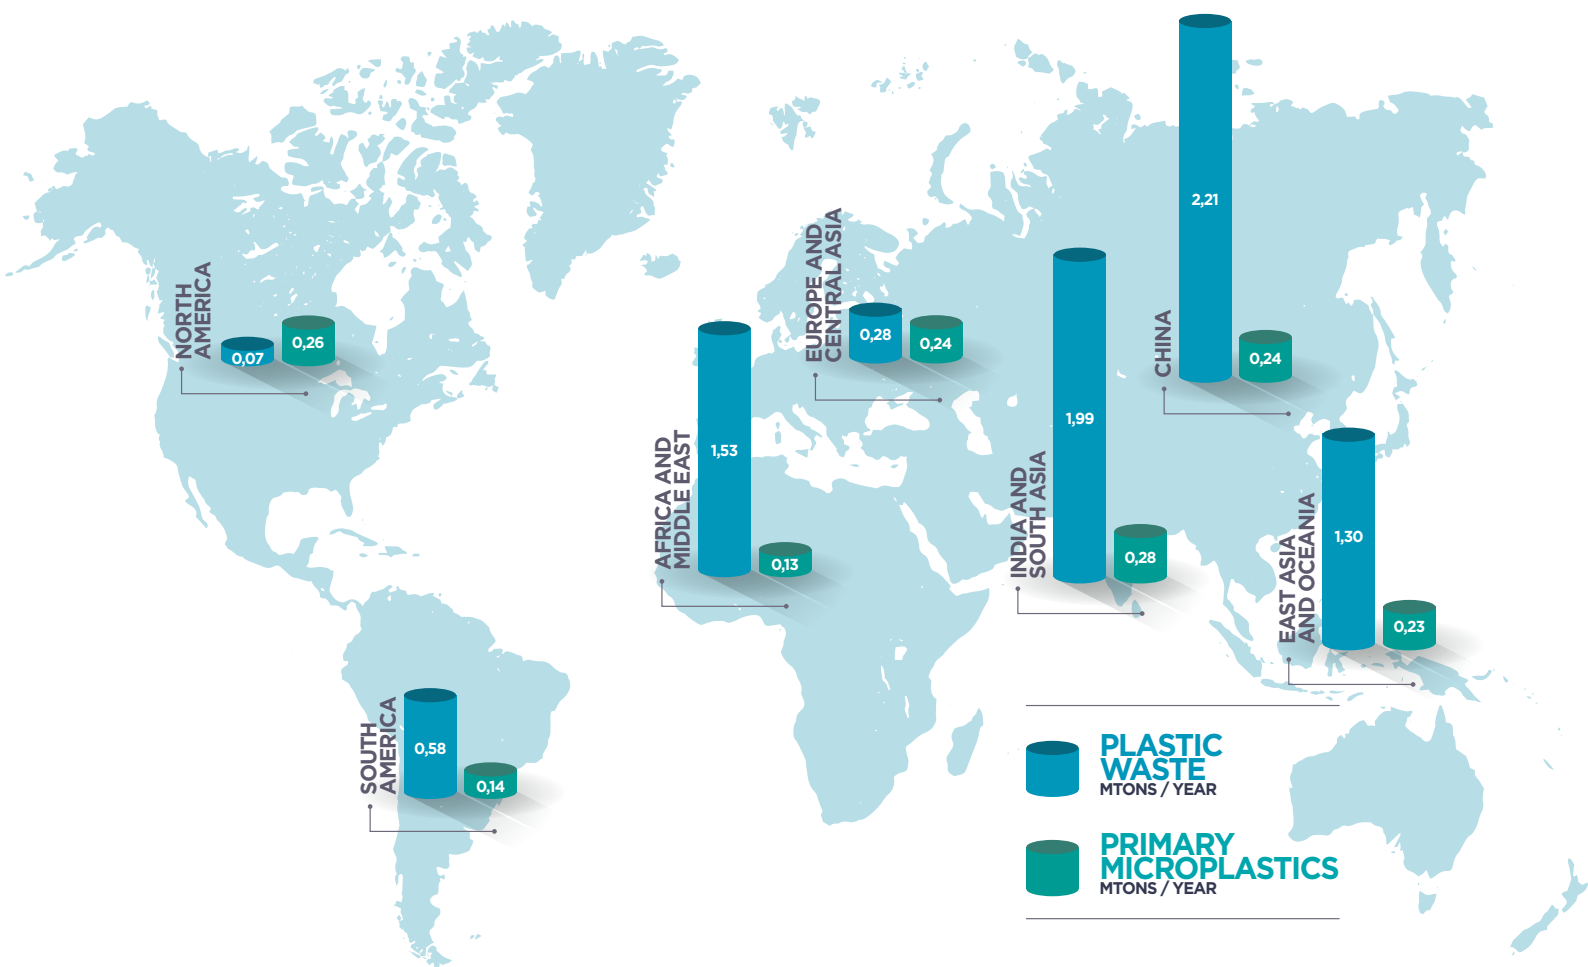 NORTH
AMERICA
0,07
0,26
SOUTH
AMERICA
0,58
0,14
AFRICA AND
MIDDLE EAST
1,53
0,13
EUROPE AND
CENTRAL ASIA
0,28
0,24
INDIA AND
SOUTH ASIA
1,99
0,28
CHINA
2,21
0,24
EAST ASIA
AND OCEANIA
1,30
0,23
PLASTIC
WASTE
MTONS / YEAR
PRIMARY
MICROPLASTICS
MTONS / YEAR